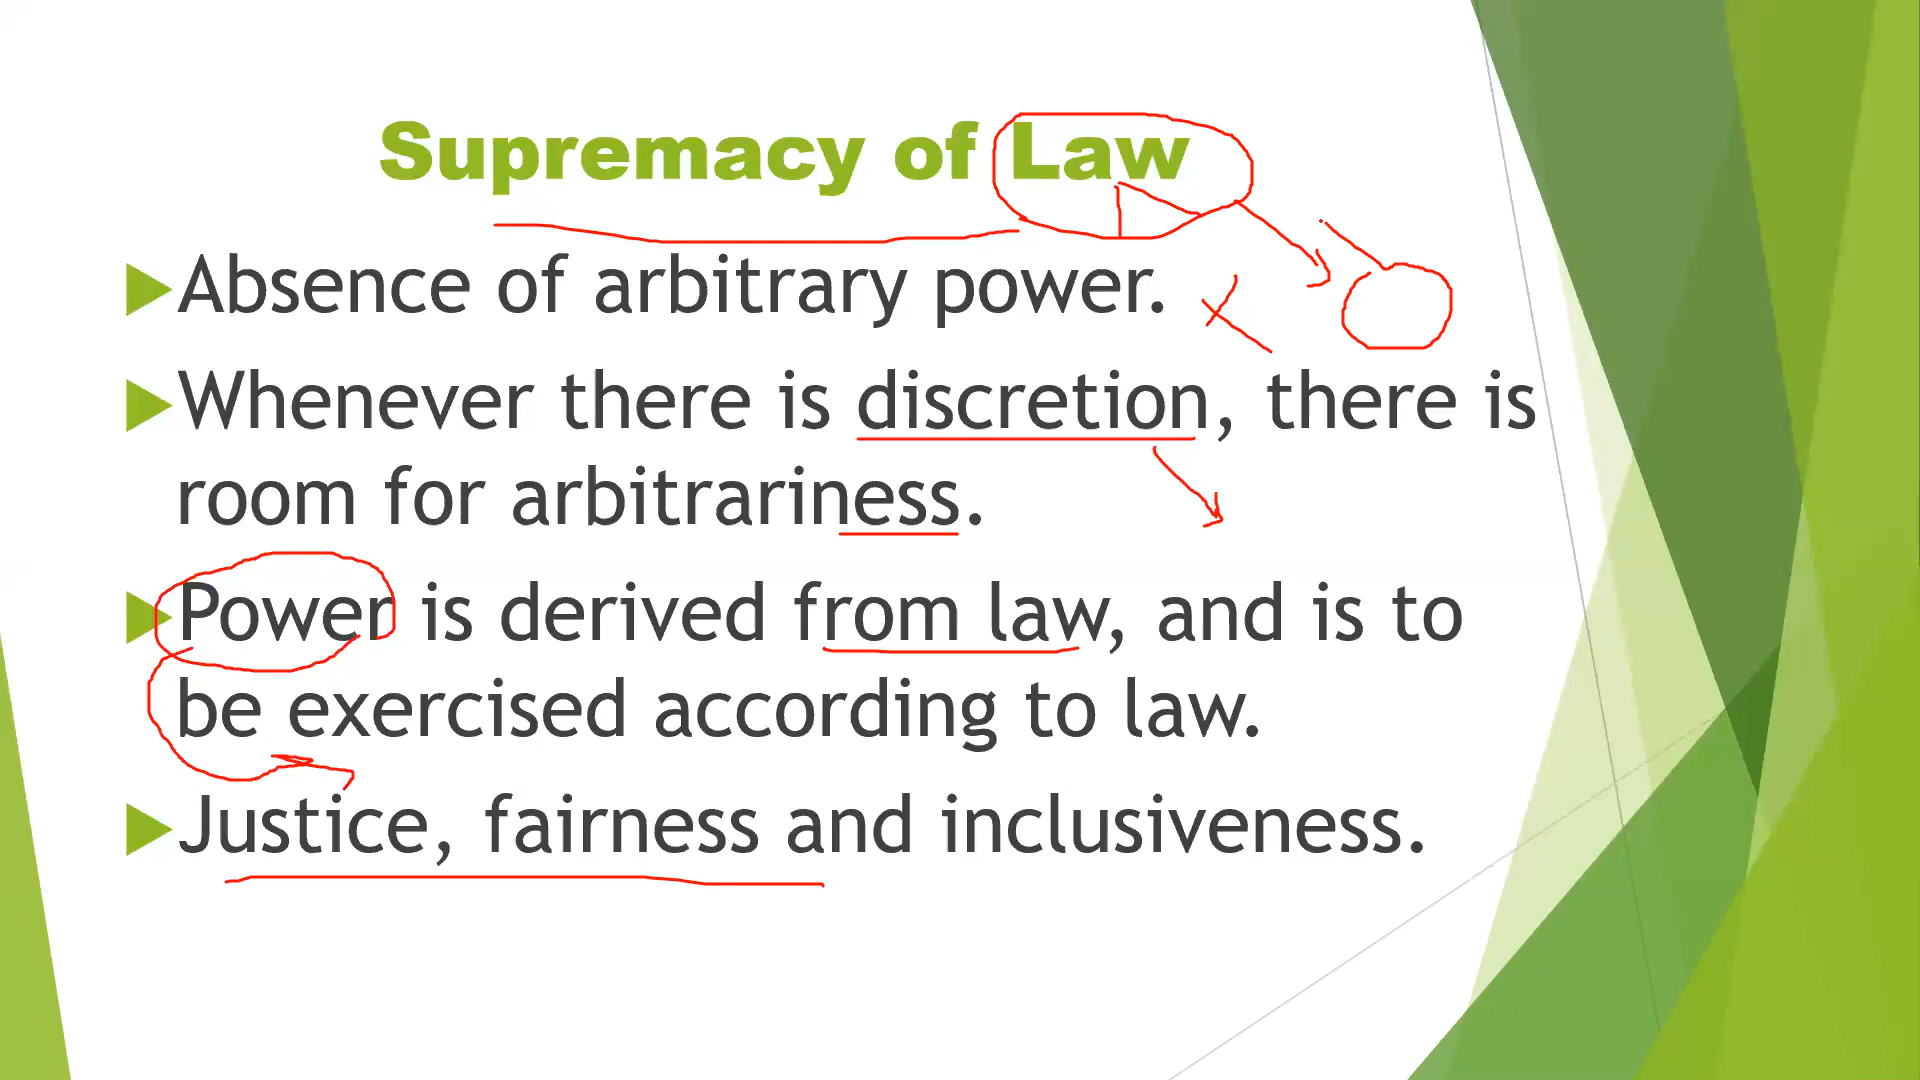 Supremacy of Law
Absence of arbitrary power.
Whenever there is discretion, there is
room for arbitrariness.
Power is derived from law, and is to
be exercised according to law.
Justice, fairness and inclusiveness.